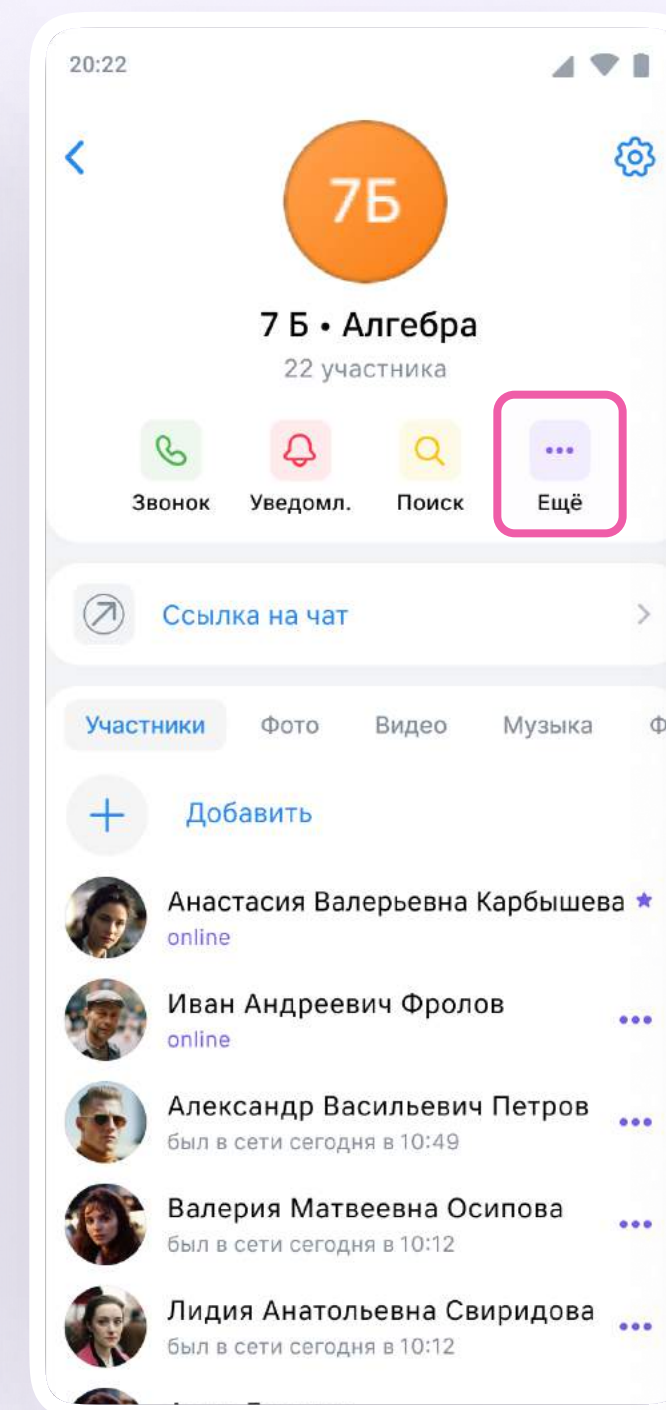 20:22
7Б
7 Б • Алгебра
22 участника
Звонок Уведомл. Поиск Ещё
Ссылка на чат
Участники Фото Видео Музыка Ф
Добавить
Анастасия Валерьевна Карбышева
online
Иван Андреевич Фролов
online
Александр Васильевич Петров
был в сети сегодня в 10:49
Валерия Матвеевна Осипова
был в сети сегодня в 10:12
Лидия Анатольевна Свиридова
был в сети сегодня в 10:12